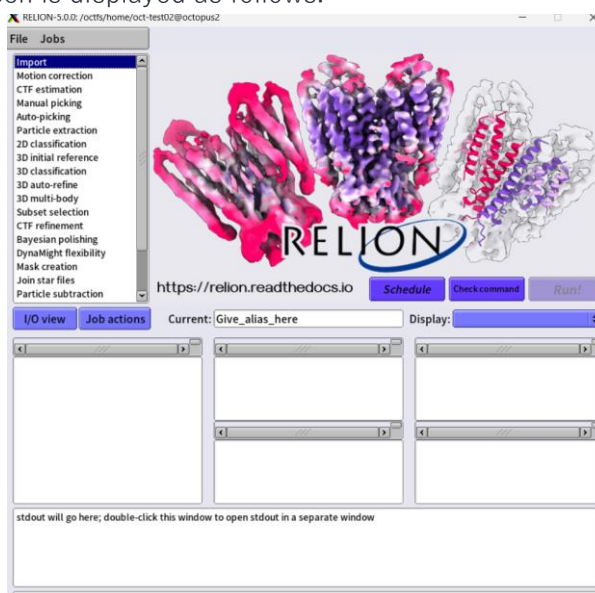 RELION-5.0.0: /octfs/home/oct-test02@octopus2
File Jobs
Import
Motion correction
CTF estimation
Manual picking
Auto-picking
Particle extraction
2D classification
3D initial reference
3D classification
3D auto-refine
3D multi-body
Subset selection
CTF refinement
Bayesian polishing
DynaMight flexibility
Mask creation
Join star files
Particle subtraction
RELION
https://relion.readthedocs.io
Schedule
Check command
Run!
I/O view
Job actions
Current: Give_alias_here
Display:
stdout will go here; double-click this window to open stdout in a separate window